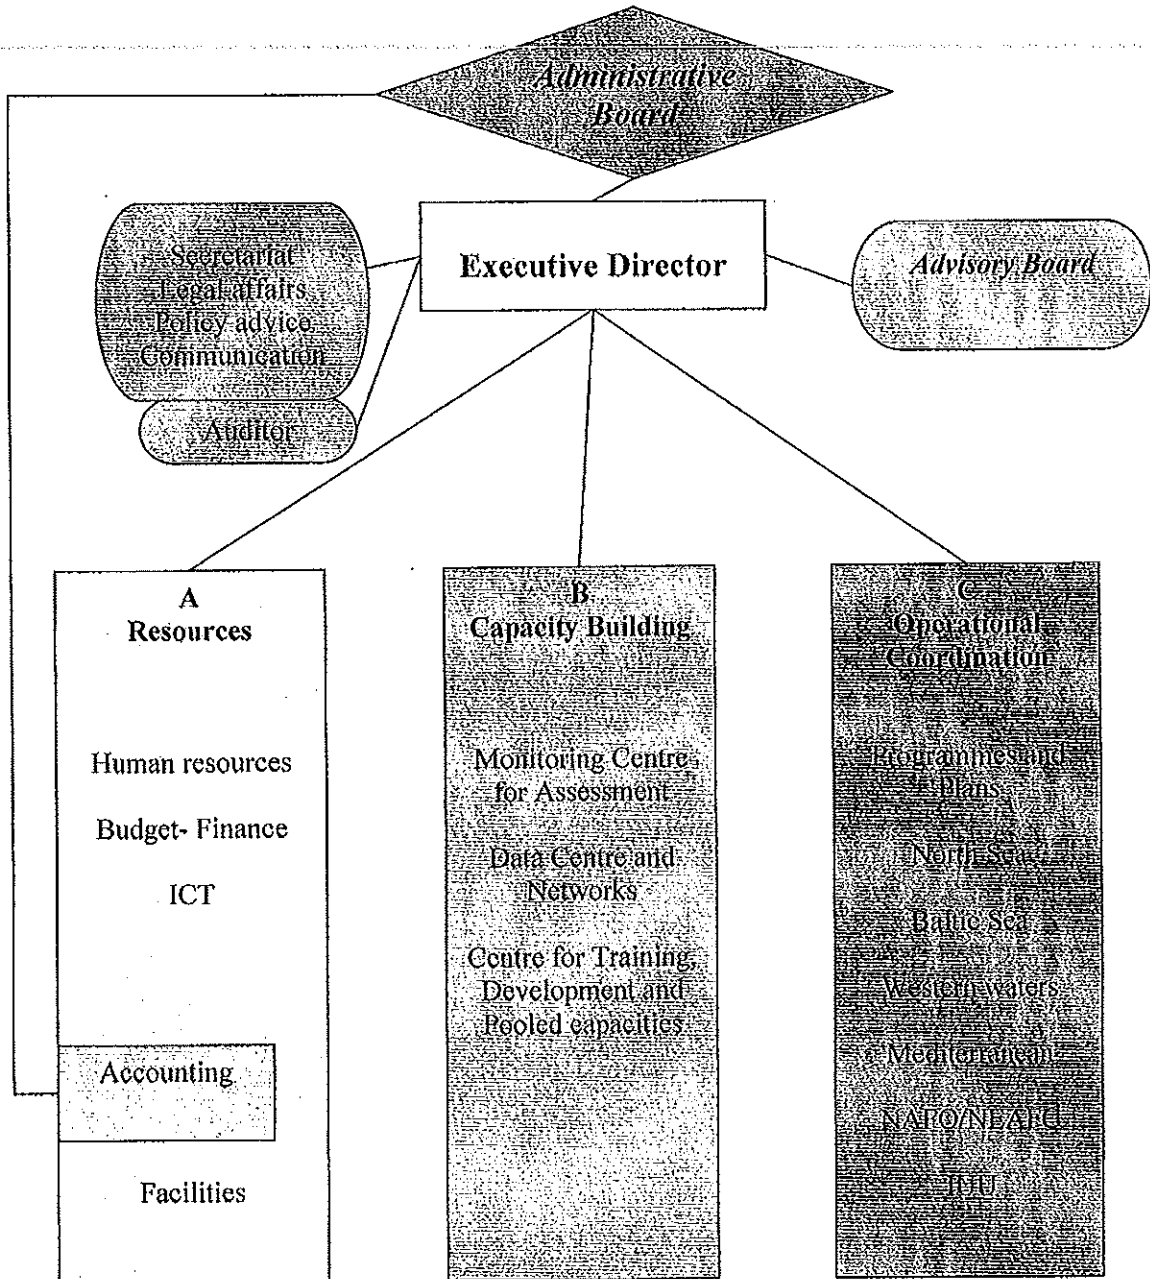 Administrative
Board
Executive Director
Secretariat
Legal affairs
Policy advice
Communication
Auditor
Advisory Board
A
Resources
Human resources
Budget- Finance
ICT
Accounting
Facilities
B
Capacity Building
Monitoring Centre
for Assessment
Data Centre and
Networks
Centre for Training,
Development and
Pooled capacities
C
Operational
Coordination
Programmes and
Plans
North Sea
Baltic Sea
Western waters
Mediterranean
NAFO/NEAFC
IUU